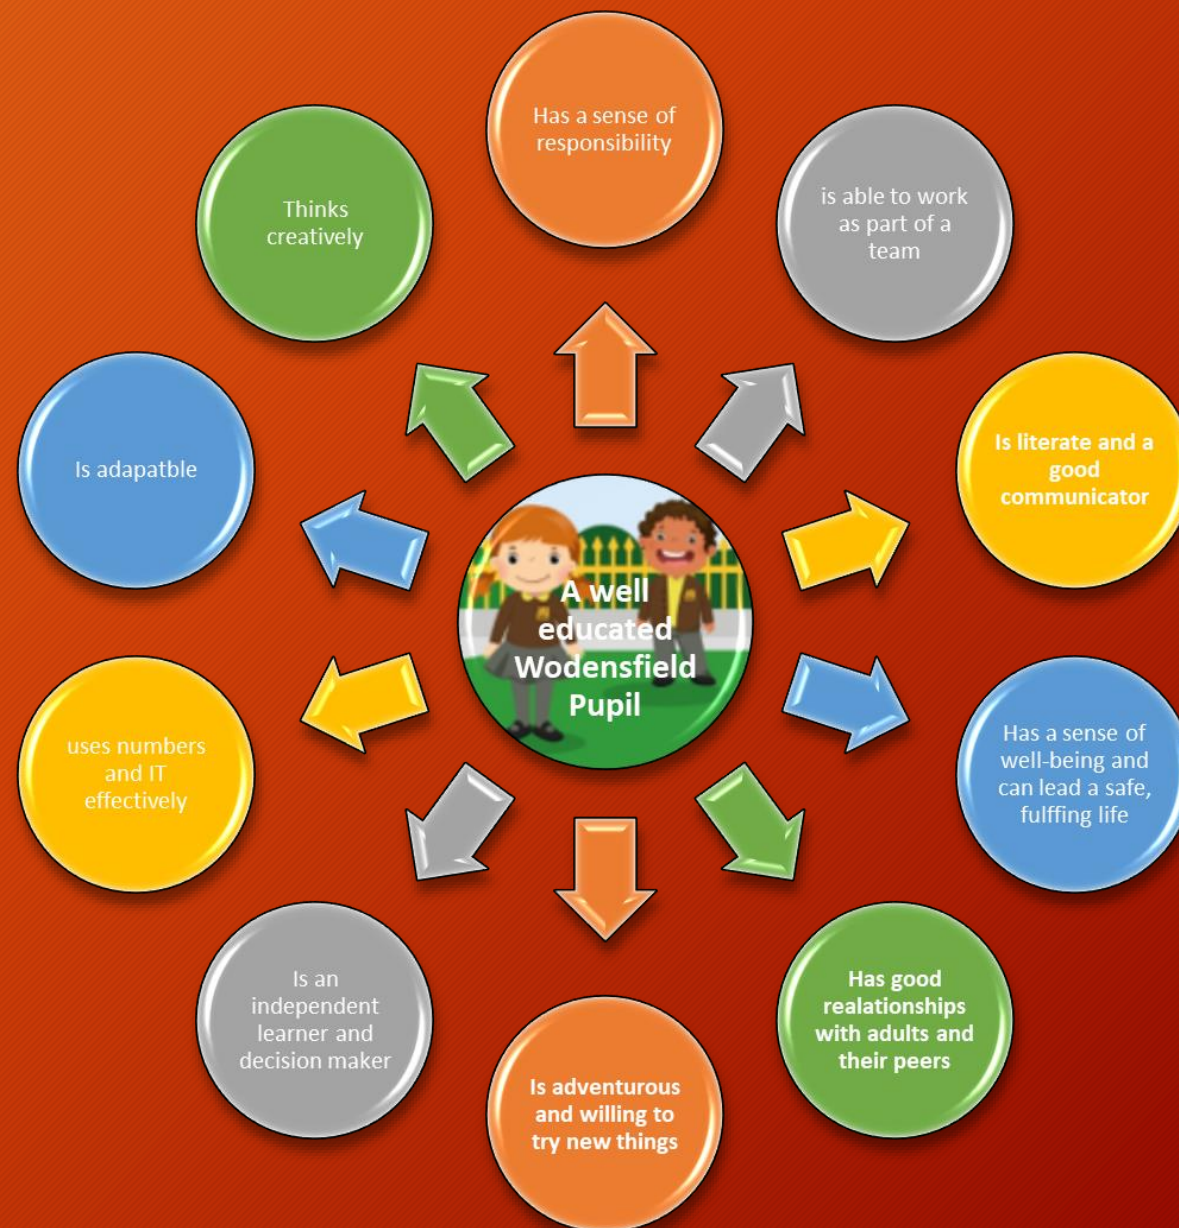 Has a sense of
responsibility
is able to work
as part of a
team
Is literate and a
good
communicator
Has a sense of
well-being and
can lead a safe,
fulffing life
Has good
realationships
with adults and
their peers
Is adventurous
and willing to
try new things
Is an
independent
learner and
decision maker
uses numbers
and IT
effectively
Is adapatble
Thinks
creatively
A well
educated
Wodensfield
Pupil